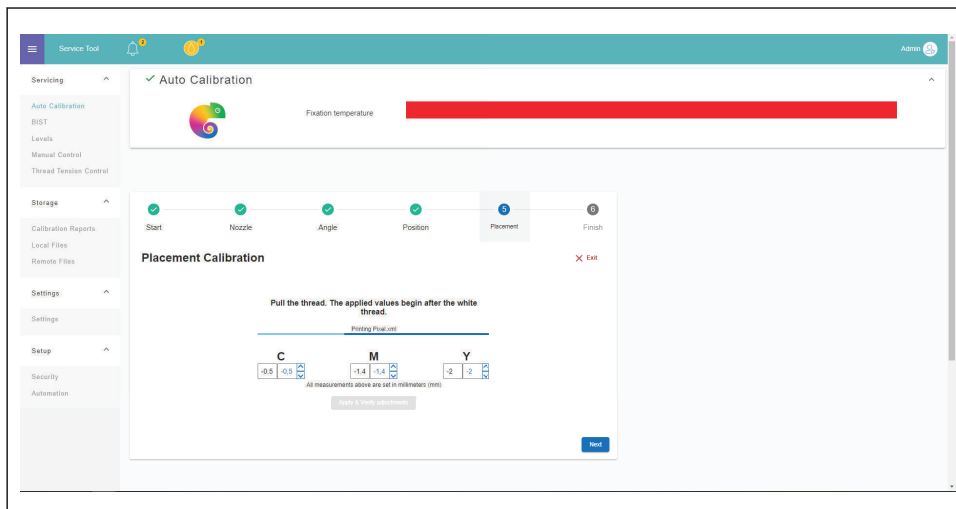 Service Tool
2
1
Admin
Servicing
Auto Calibration
BIST
Levels
Manual Control
Thread Tension Control
Storage
Calibration Reports
Local Files
Remote Files
Settings
Settings
Setup
Security
Automation
Auto Calibration
Fixation temperature
Start
Nozzle
Angle
Position
5
Placement
6
Finish
Placement Calibration
Exit
Pull the thread. The applied values begin after the white
thread.
Printing Pixal.xml
C M Y
-0.5 -0,5 -1.4 -1,4 -2 -2
All measurements above are set in millimeters (mm)
Apply & Verify adjustments
Next